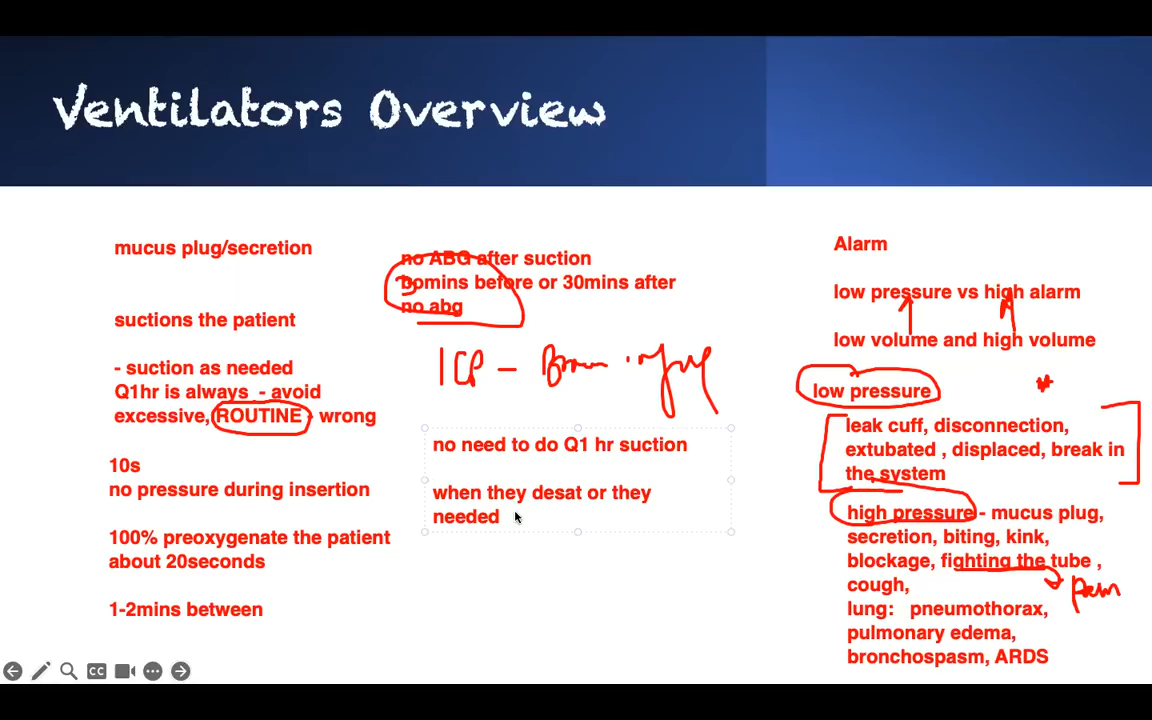 Ventilators Overview
mucus plug/secretion
suctions the patient
- suction as needed
Q1hr is always - avoid
excessive, ROUTINE - wrong
10s
no pressure during insertion
100% preoxygenate the patient
about 20seconds
1-2mins between
no ABG after suction
mins before or 30mins after
no abg
ICP - Brain injury
no need to do Q1 hr suction
when they desat or they
needed
Alarm
low pressure vs high alarm
low volume and high volume
low pressure
leak cuff, disconnection,
extubated , displaced, break in
the system
high pressure - mucus plug,
secretion, biting, kink,
blockage, fighting the tube ,
cough,
pain
lung: pneumothorax,
pulmonary edema,
bronchospasm, ARDS
CC